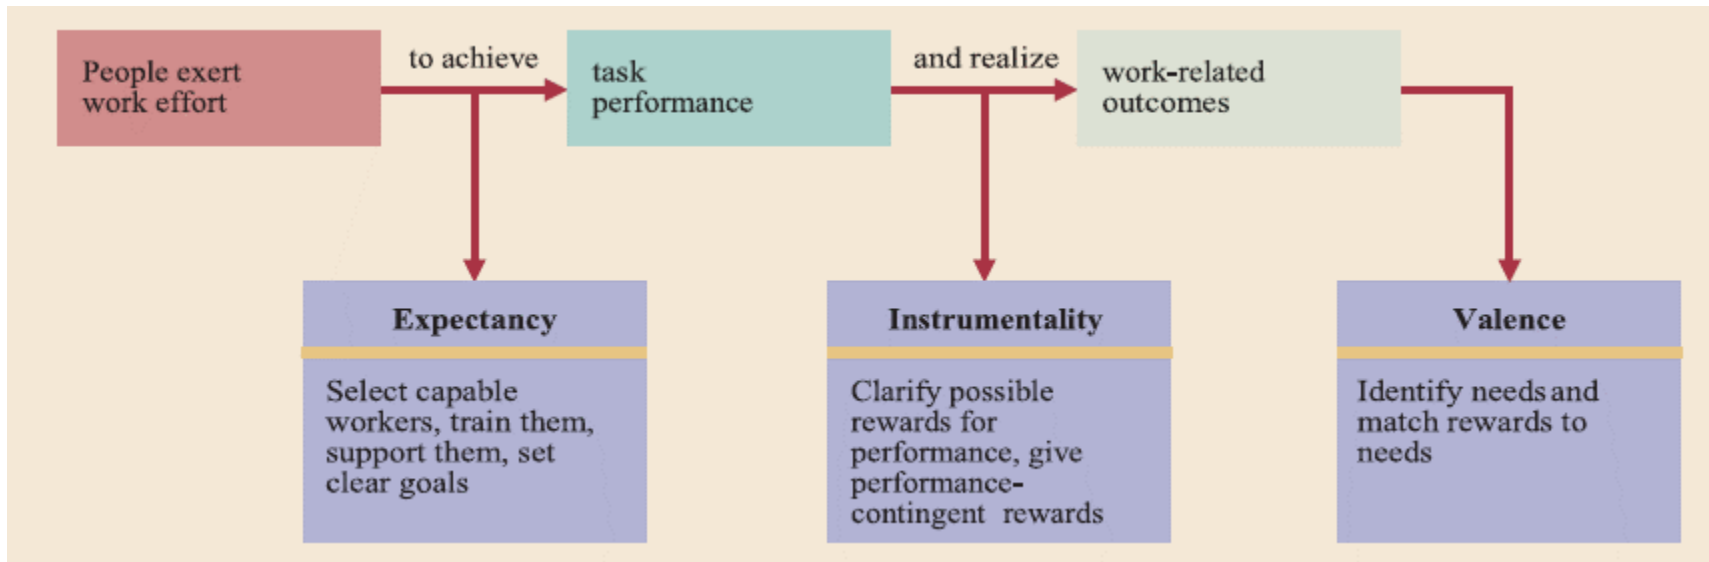 People exert
work effort
to achieve
task
performance
and realize
work-related
outcomes
Expectancy
Select capable
workers, train them,
support them, set
clear goals
Instrumentality
Clarify possible
rewards for
performance, give
performance-
contingent rewards
Valence
Identify needs and
match rewards to
needs